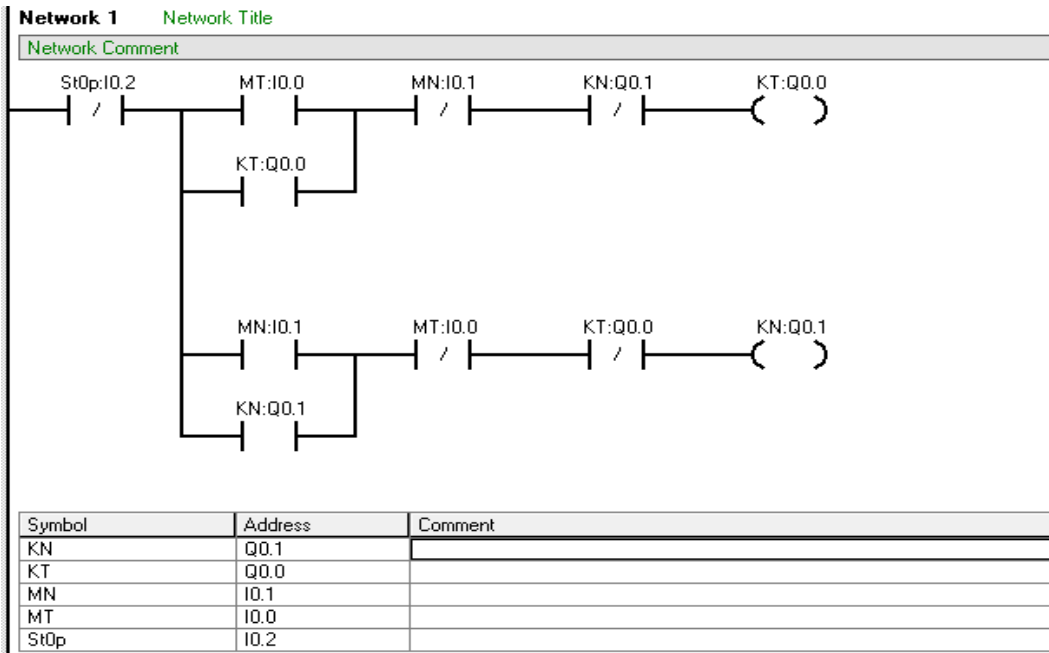 Network 1 Network Title
Network Comment
St0p:I0.2 MT:I0.0 MN:I0.1 KN:Q0.1 KT:Q0.0
KT:Q0.0
MN:I0.1 MT:I0.0 KT:Q0.0 KN:Q0.1
KN:Q0.1
Symbol Address Comment
KN Q0.1
KT Q0.0
MN I0.1
MT I0.0
St0p I0.2